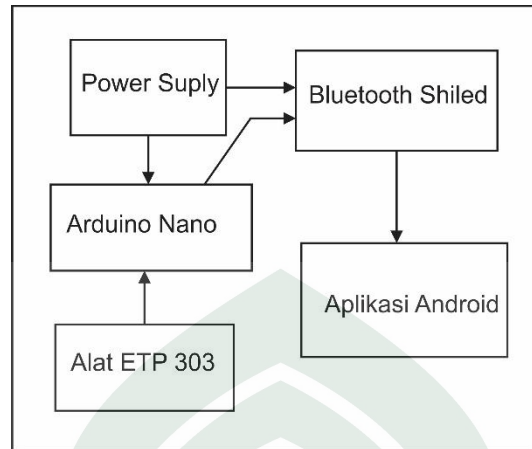 Power Suply
Bluetooth Shiled
Arduino Nano
Aplikasi Android
Alat ETP 303